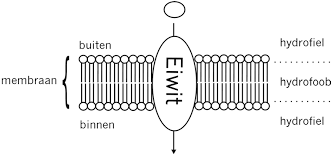 buiten
hydrofiel
membraan
Eiwit
hydrofoob
binnen
hydrofiel